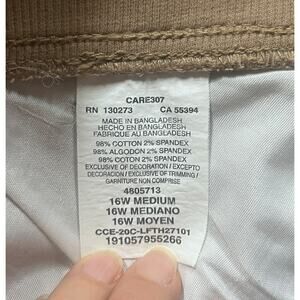 CARE307
RN 130273 CA 55394
MADE IN BANGLADESH
HECHO EN BANGLADESH
FABRIQUE AU BANGLADESH
98% COTTON 2% SPANDEX
98% ALGODON 2% SPANDEX
98% COTON 2% SPANDEX
EXCLUSIVE OF DECORATION / EXCEPTO
DECORACION / EXCLUSIVE OF TRIMMING /
GARNITURE NON COMPRISE
4805713
16W MEDIUM
16W MEDIANO
16W MOYEN
CCE-20C-LFTH27101
191057955266